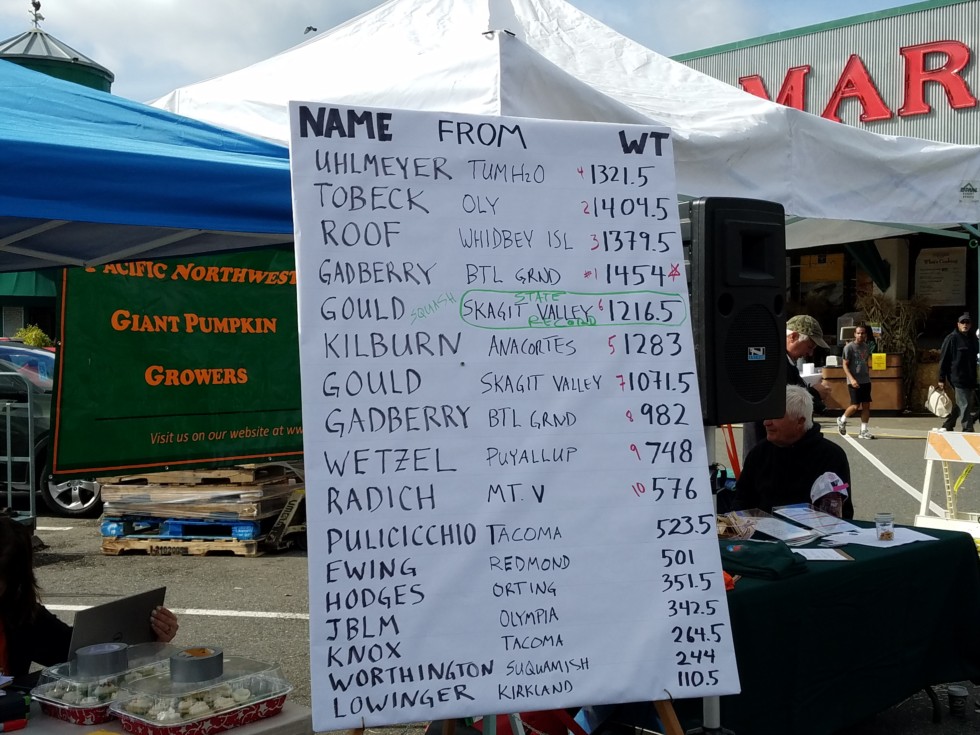 MAR
NAME FROM WT
UHLMEYER TUMH2O 4 1321.5
TOBECK OLY 2 1404.5
ROOF WHIDBEY ISL 3 1379.5
GADBERRY BTL GRND #1 1454
GOULD SQUASH SKAGIT VALLEY STATE RECORD 6 1216.5
KILBURN ANACORTES 5 1283
GOULD SKAGIT VALLEY 7 1071.5
GADBERRY BTL GRND 8 982
WETZEL PUYALLUP 9 748
RADICH MT. V 10 576
PULICICCHIO TACOMA 523.5
EWING REDMOND 501
HODGES ORTING 351.5
JBLM OLYMPIA 342.5
KNOX TACOMA 264.5
WORTHINGTON SUQUAMISH 244
LOWINGER KIRKLAND 110.5
PACIFIC NORTHWEST
GIANT PUMPKIN
GROWERS
Visit us on our website at ww